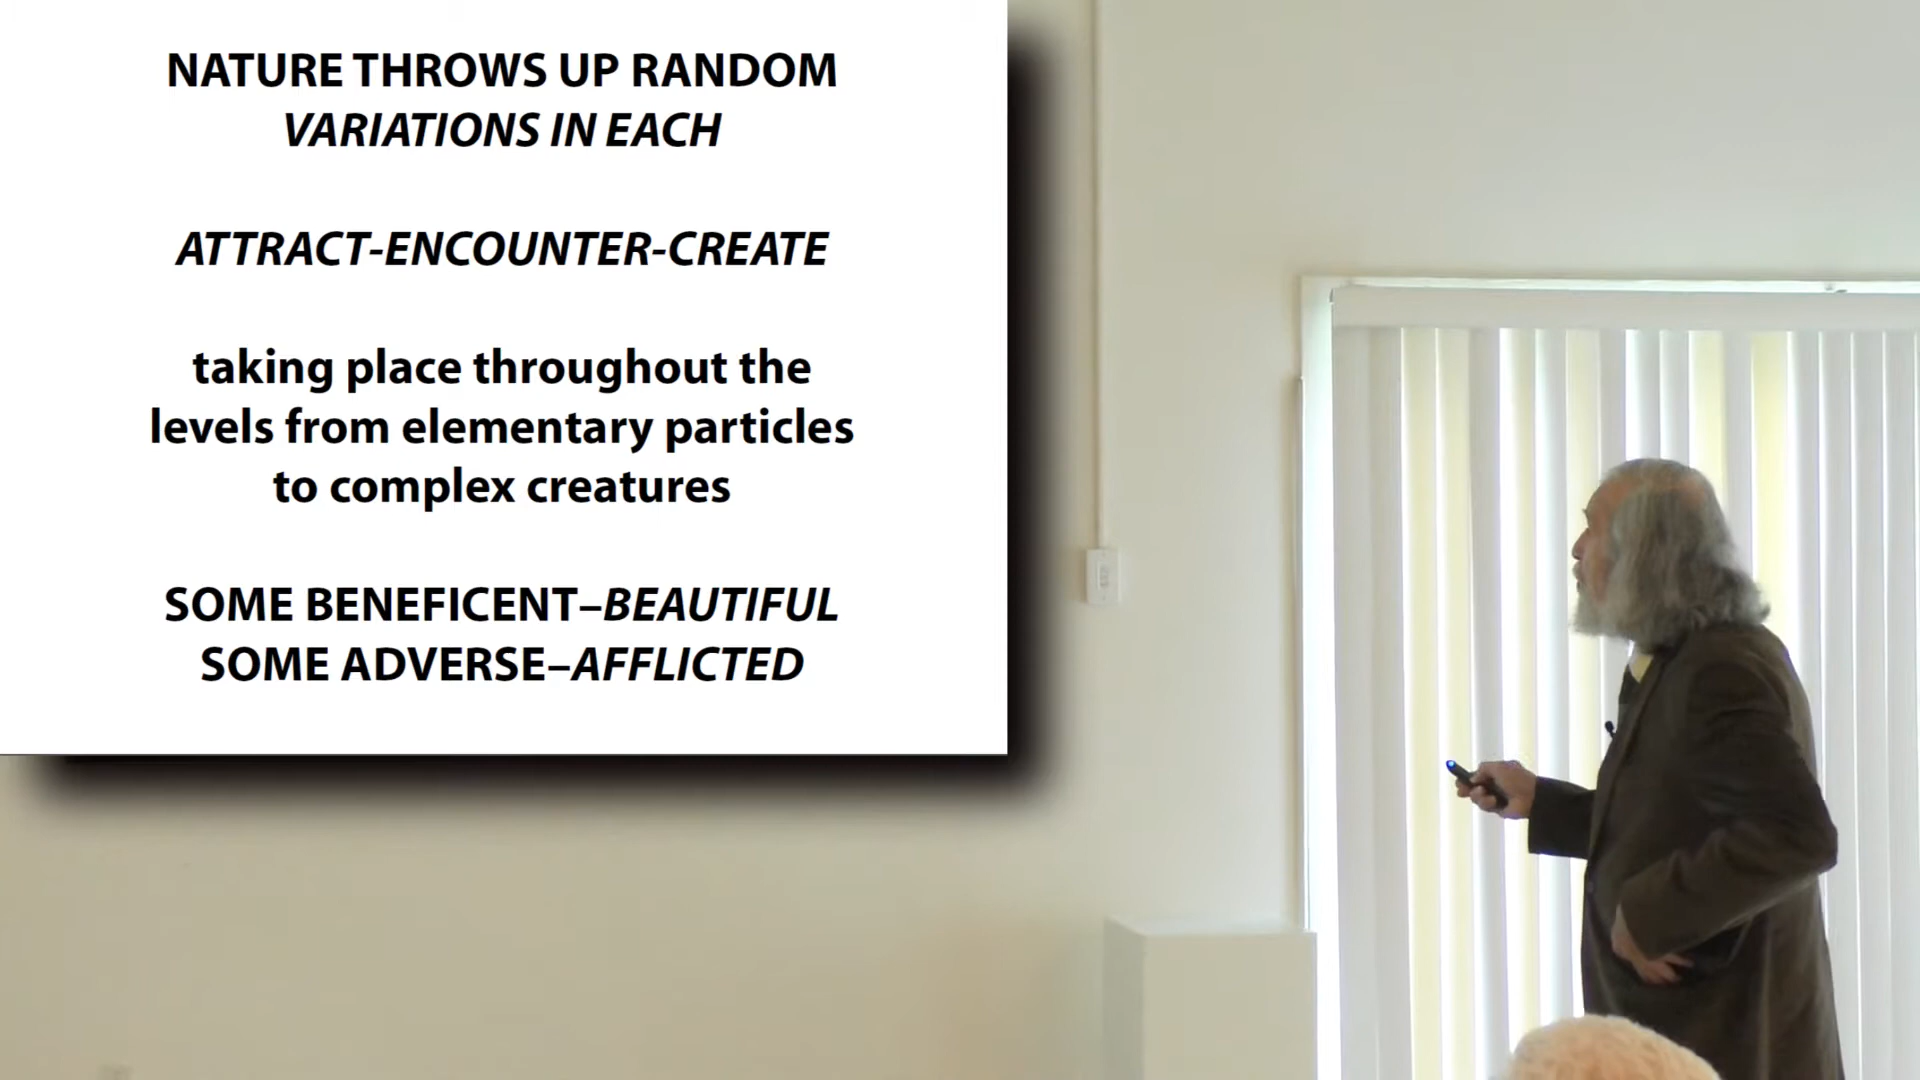 NATURE THROWS UP RANDOM
VARIATIONS IN EACH
ATTRACT-ENCOUNTER-CREATE
taking place throughout the
levels from elementary particles
to complex creatures
SOME BENEFICENT–BEAUTIFUL
SOME ADVERSE–AFFLICTED